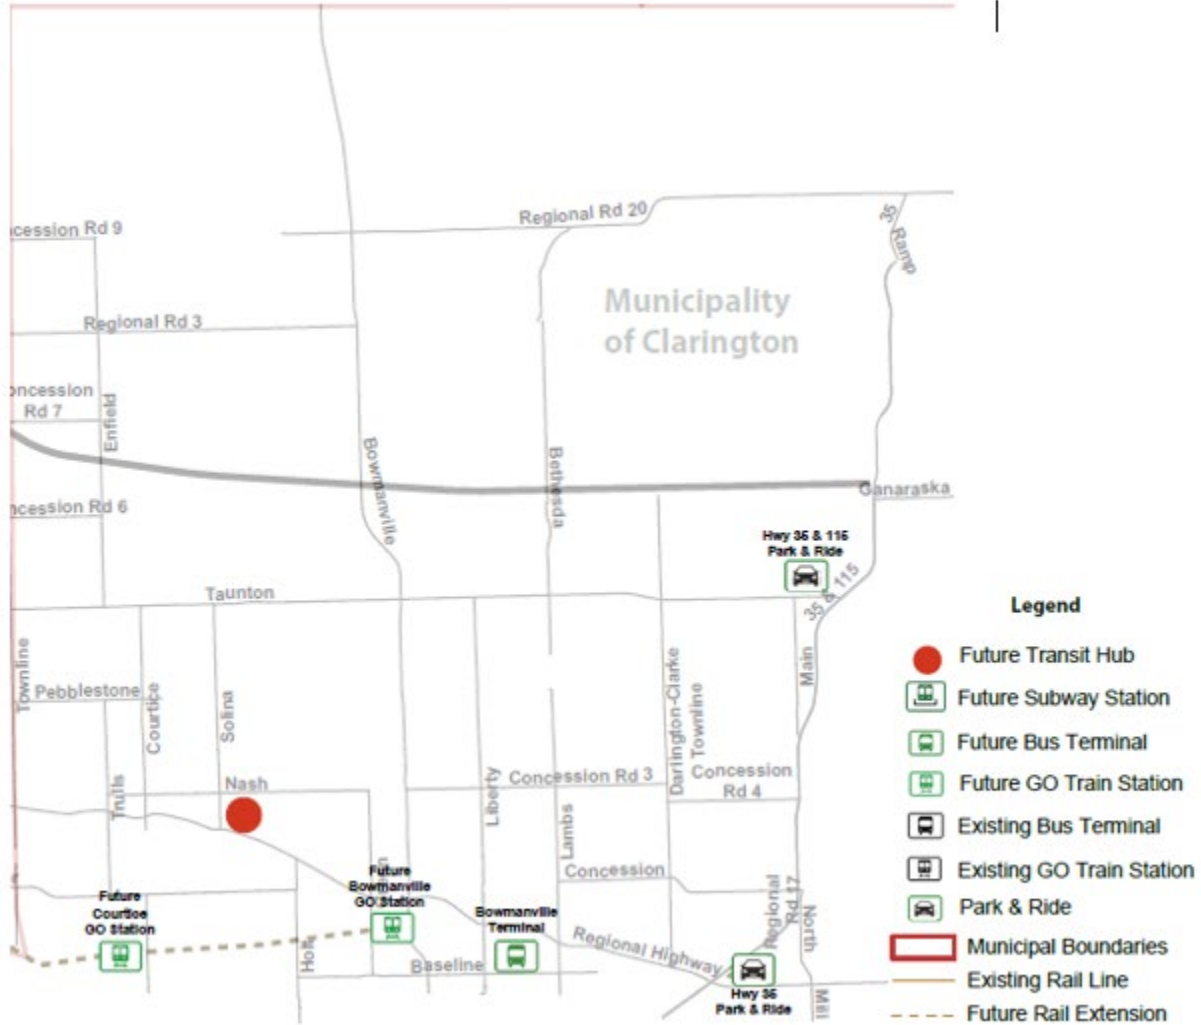 Regional Rd 20
35
Ramp
ncession Rd 9
Municipality
of Clarington
Regional Rd 3
oncession
Rd 7
Enfield
Bowmanville
Bethesda
Ganaraska
ncession Rd 6
Hwy 35 & 115
Park & Ride
35 & 115
Taunton
Townline
Pebblestone
Courtice
Solina
Main
Darlington-Clarke
Townline
Trulls
Nash
Liberty
Concession Rd 3
Concession
Rd 4
Lambs
Concession
Future
Courtice
GO Station
Future
Bowmanville
GO Station
Bowmanville
Terminal
Holt
Baseline
Regional Highway
Regional
Rd 17
North
Mill
Hwy 35
Park & Ride
Legend
Future Transit Hub
Future Subway Station
Future Bus Terminal
Future GO Train Station
Existing Bus Terminal
Existing GO Train Station
Park & Ride
Municipal Boundaries
Existing Rail Line
Future Rail Extension